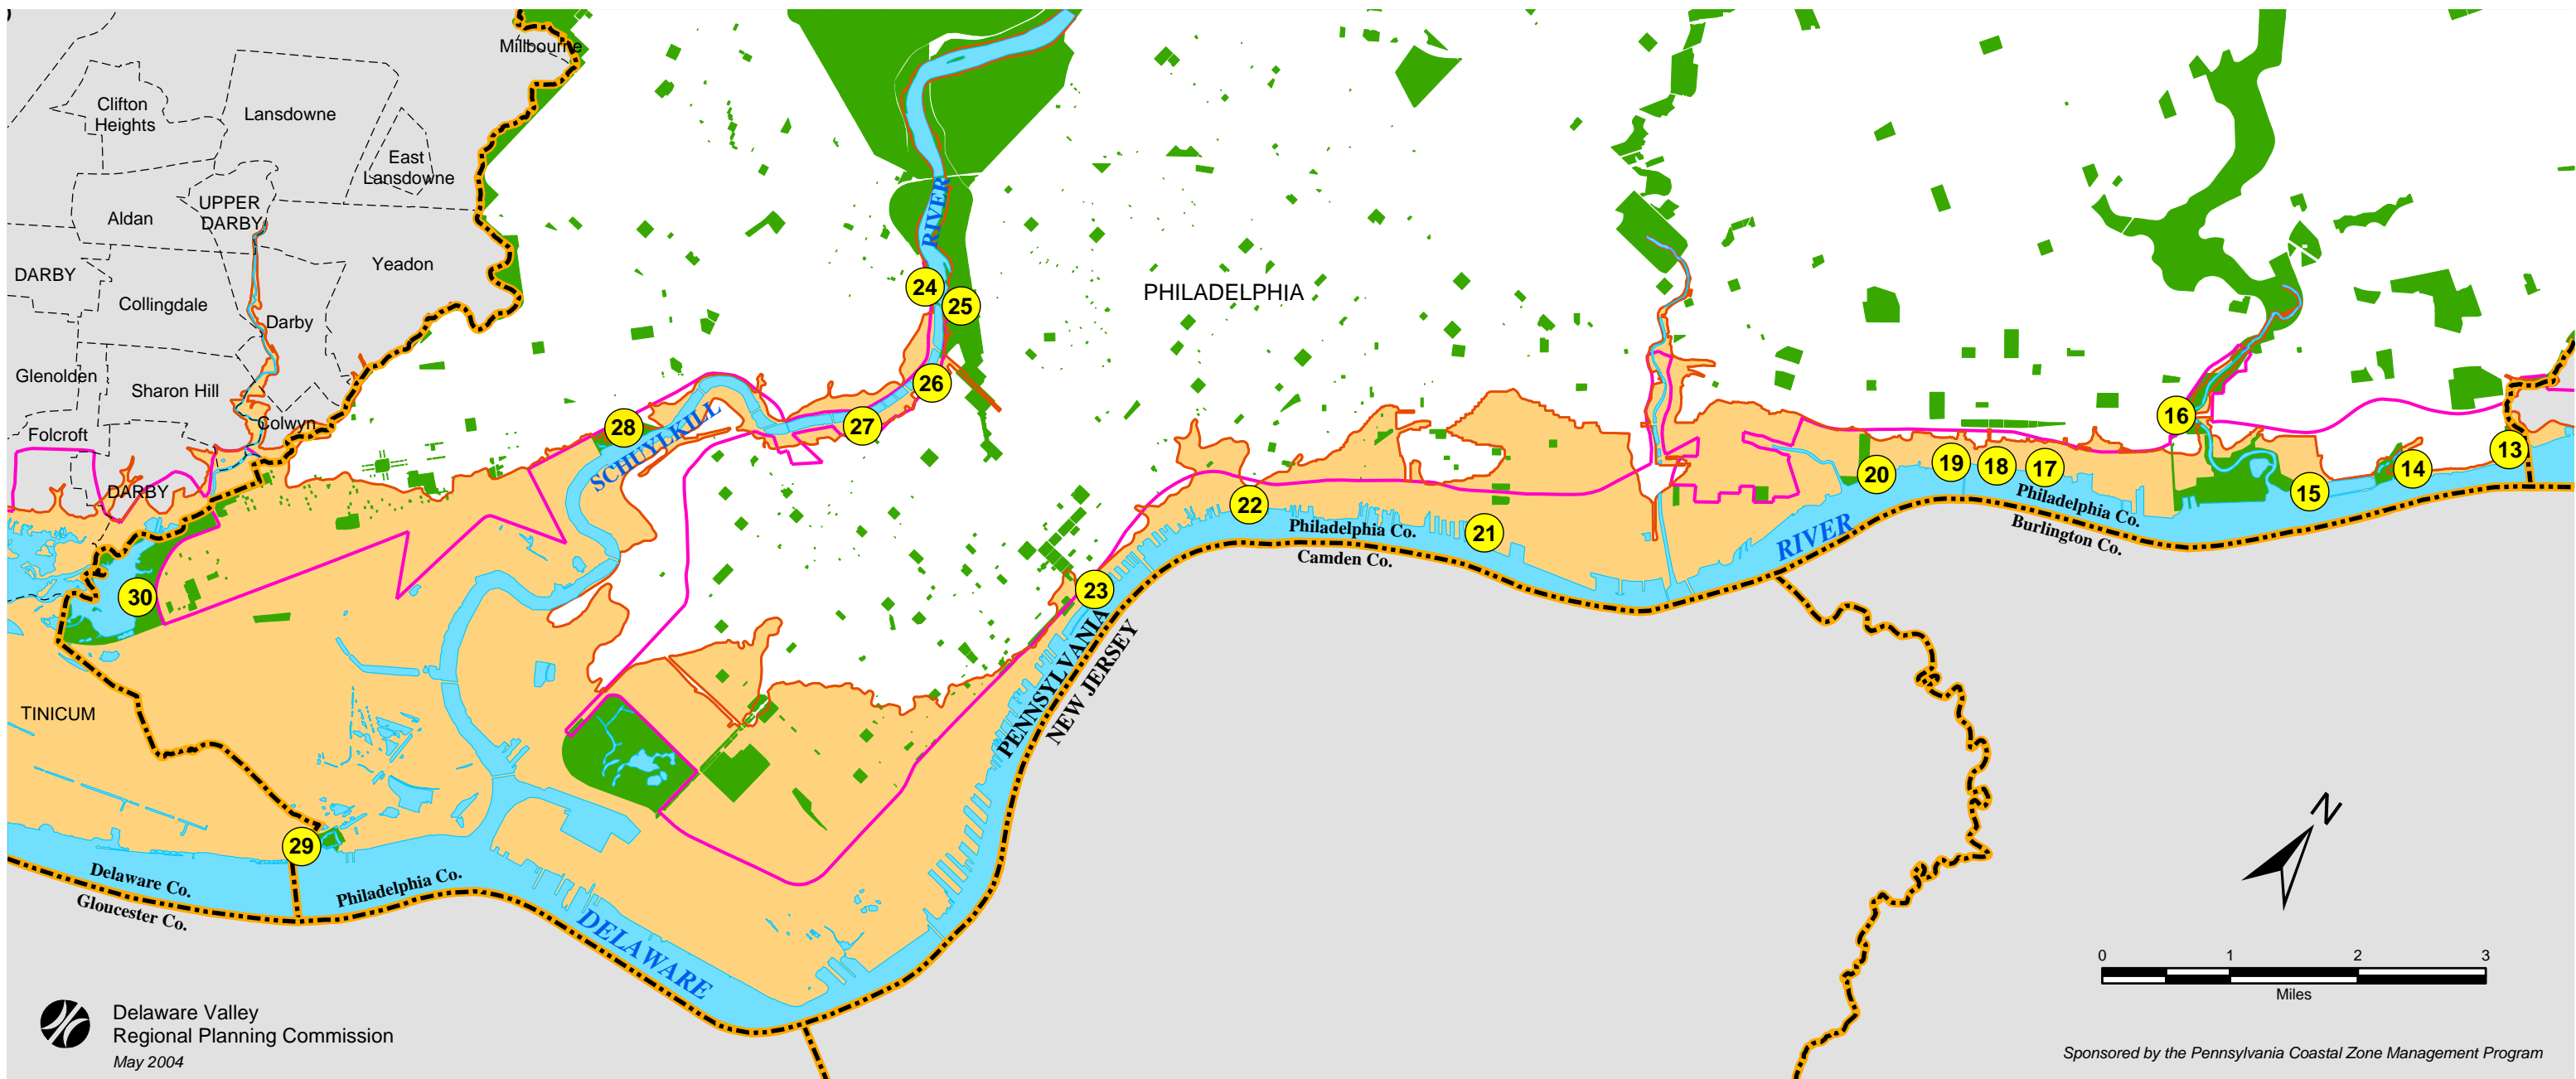 Millbourne
Clifton
Heights
Lansdowne
East
Lansdowne
UPPER
DARBY
Aldan
Yeadon
DARBY
Collingdale
Darby
Glenolden
Sharon Hill
Colwyn
Folcroft
DARBY
TINICUM
PHILADELPHIA
RIVER
SCHUYLKILL
24
25
26
27
28
16
13
14
15
17
18
19
20
21
22
23
30
29
Philadelphia Co.
Burlington Co.
RIVER
Philadelphia Co.
Camden Co.
PENNSYLVANIA
NEW JERSEY
Delaware Co.
Gloucester Co.
Philadelphia Co.
DELAWARE
N
0 1 2 3
Miles
Delaware Valley
Regional Planning Commission
May 2004
Sponsored by the Pennsylvania Coastal Zone Management Program